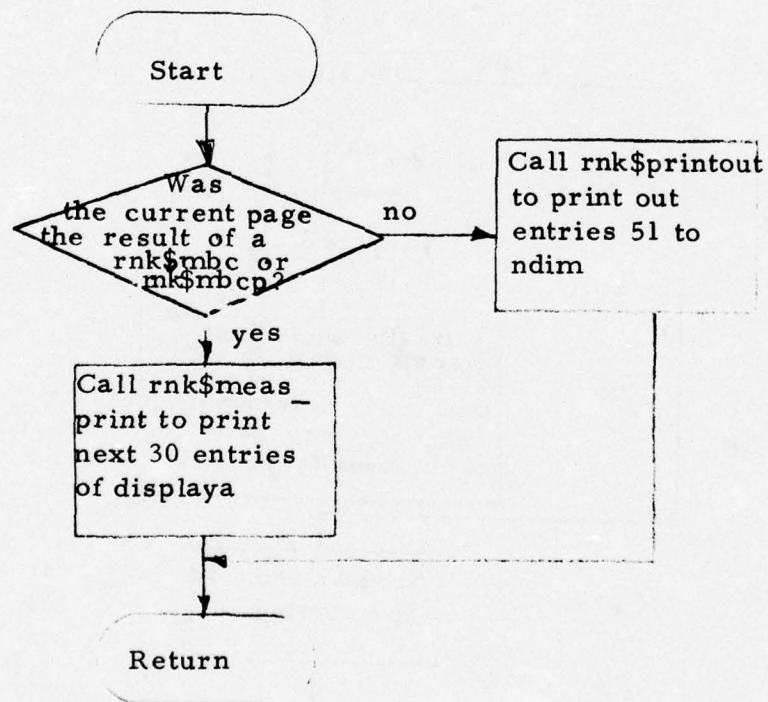 Start
Was
the current page
the result of a
rnk$mbc or
rnk$mbcp?
no
Call rnk$printout
to print out
entries 51 to
ndim
yes
Call rnk$meas_
print to print
next 30 entries
of displaya
Return